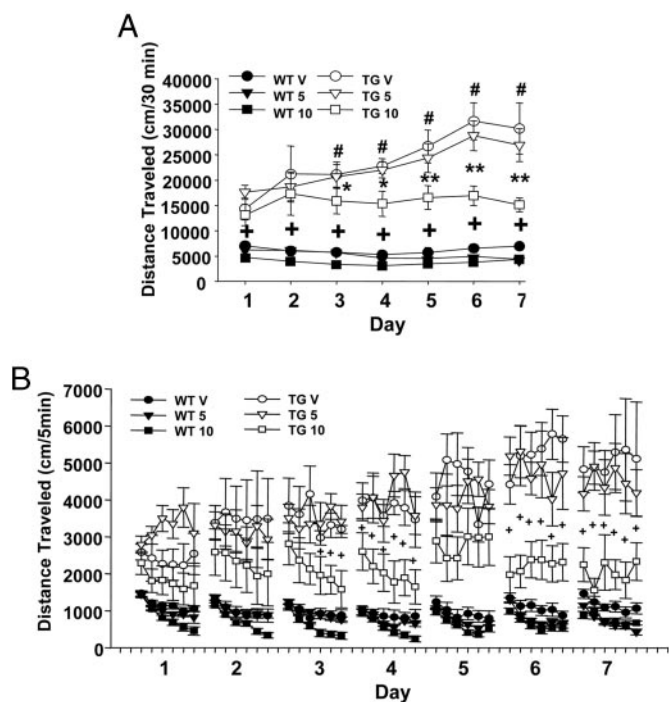 A
Distance Traveled (cm/30 min)
40000
35000
30000
25000
20000
15000
10000
5000
0
WT V
TG V
WT 5
TG 5
WT 10
TG 10
# # # # #
* * ** ** **
+ + + + + + +
1 2 3 4 5 6 7
Day
B
Distance Traveled (cm/5min)
7000
6000
5000
4000
3000
2000
1000
0
WT V
TG V
WT 5
TG 5
WT 10
TG 10
1 2 3 4 5 6 7
Day